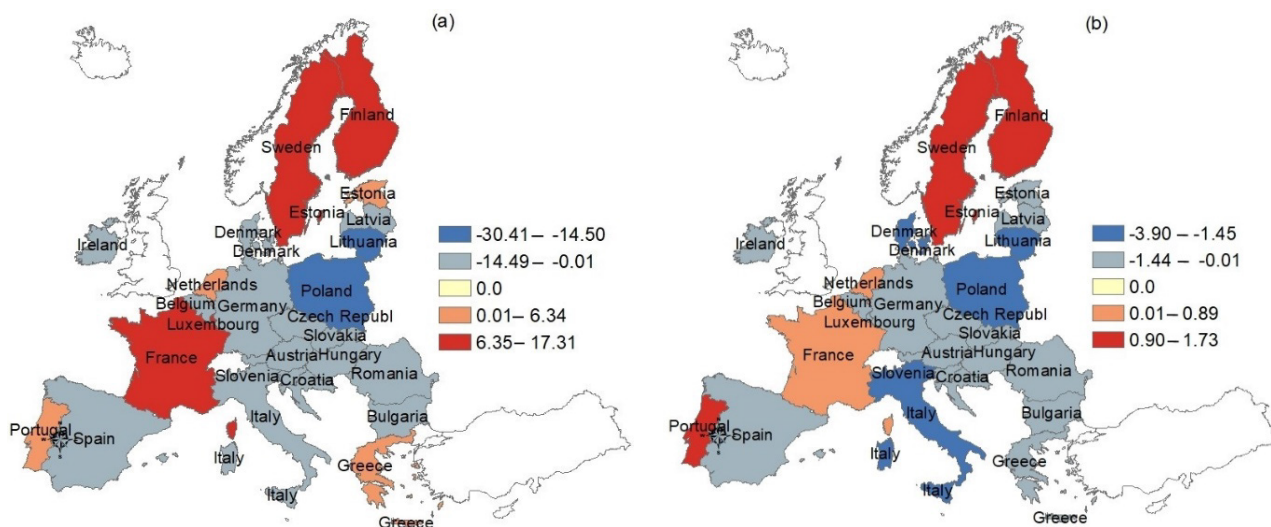 (a)
Finland
Sweden
Estonia
Estonia
Latvia
Denmark
Denmark
Lithuania
Ireland
Netherlands
Belgium
Germany
Poland
Luxembourg
Czech Republ
Slovakia
France
Austria
Hungary
Slovenia
Croatia
Romania
Italy
Bulgaria
Portugal
Spain
Italy
Greece
Italy
Greece
-30.41 – -14.50
-14.49 – -0.01
0.0
0.01 – 6.34
6.35 – 17.31
(b)
Finland
Sweden
Estonia
Estonia
Latvia
Denmark
Denmark
Lithuania
Ireland
Netherlands
Belgium
Germany
Poland
Luxembourg
Czech Republ
Slovakia
France
Austria
Hungary
Slovenia
Croatia
Romania
Italy
Bulgaria
Portugal
Spain
Italy
Greece
Italy
Greece
-3.90 – -1.45
-1.44 – -0.01
0.0
0.01 – 0.89
0.90 – 1.73